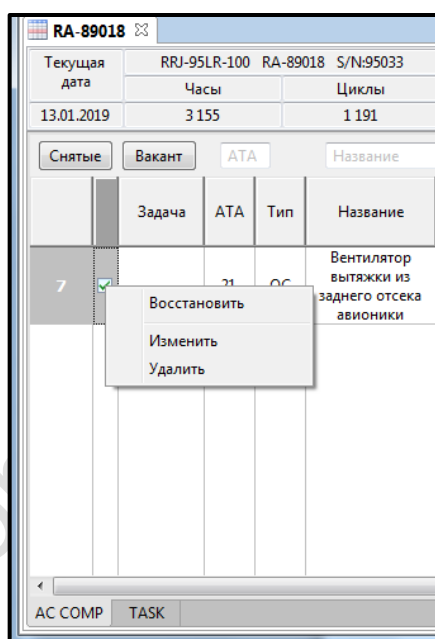 RA-89018
Текущая дата
RRJ-95LR-100 RA-89018 S/N:95033
Часы Циклы
13.01.2019 3 155 1 191
Снятые Вакант ATA Название
Задача ATA Тип Название
7 21 ОС Вентилятор
вытяжки из
заднего отсека
авионики
Восстановить
Изменить
Удалить
AC COMP TASK